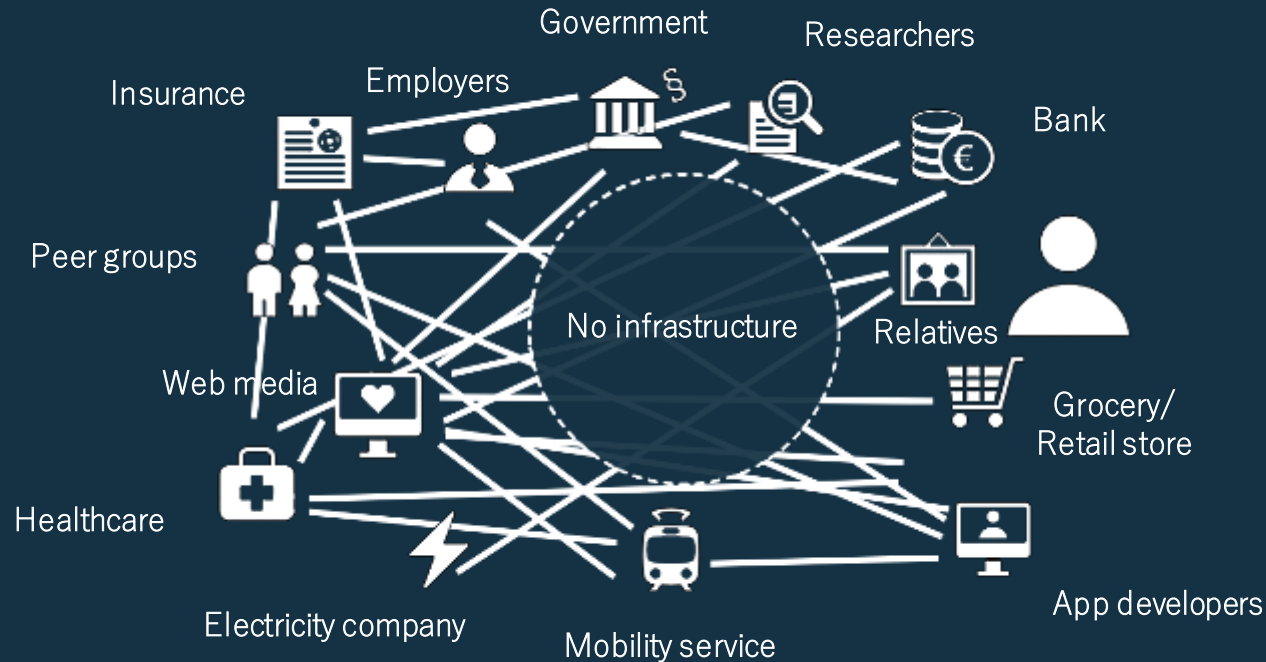 Government
Researchers
Employers
Insurance
Bank
§
€
Peer groups
No infrastructure
Relatives
Web media
Grocery/
Retail store
Healthcare
App developers
Electricity company
Mobility service